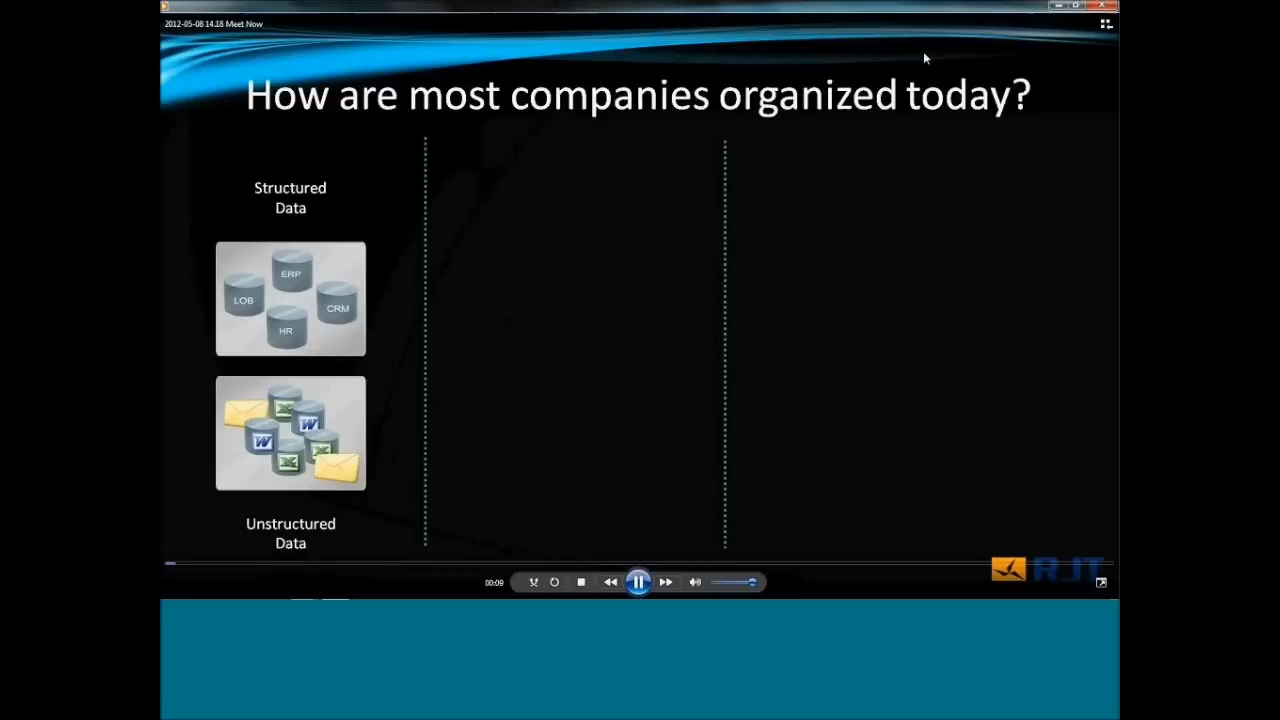 2012-05-08 14.18 Meet Now
How are most companies organized today?
Structured
Data
ERP
LOB
CRM
HR
Unstructured
Data
RJT
00:09